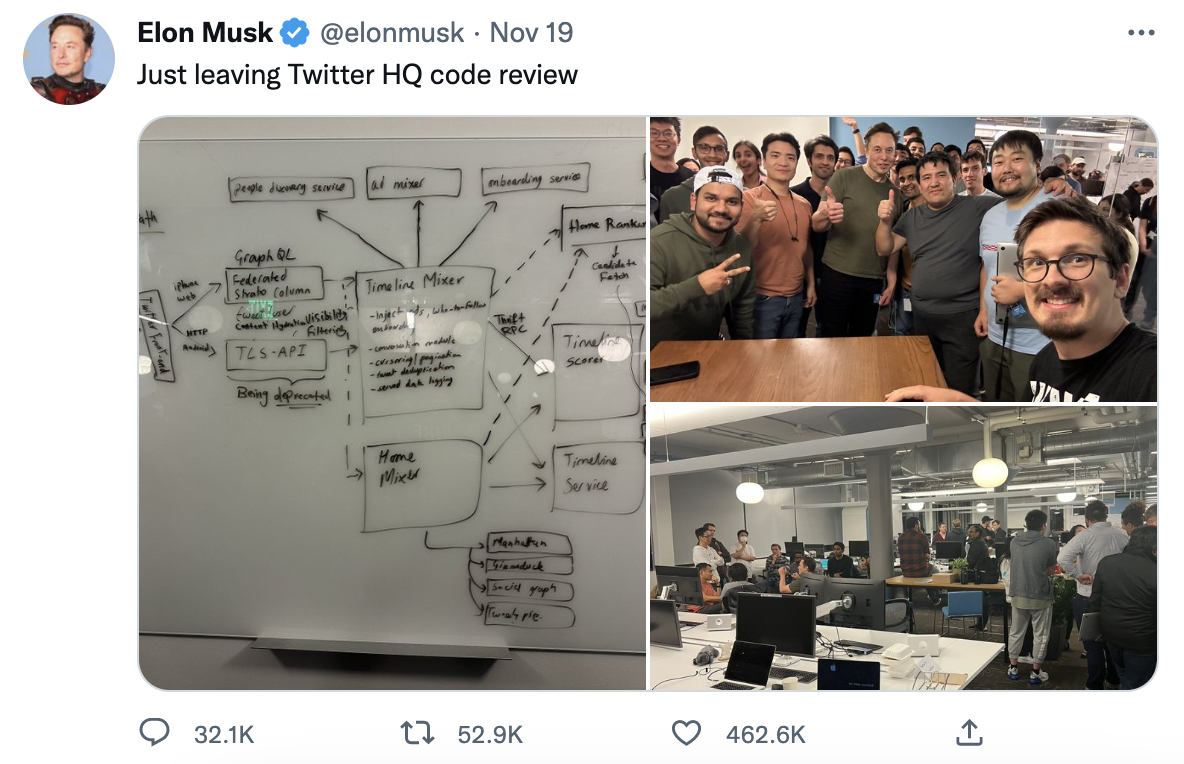 Elon Musk @elonmusk · Nov 19
Just leaving Twitter HQ code review
people discovery service
ad mixer
onboarding service
ath
Home Ranker
Candidate
Fetch
GraphQL
Federated
Strato Column
iPhone
Web
HTTP
Android
Content Hydration Visibility
Filtering
TLS-API
Being deprecated
Timeline Mixer
- Inject ads, who-to-follow
onboarding
- conversation module
- cursoring/pagination
- tweet deduplication
- served data logging
Thrift
RPC
Timeline
Scorer
Home
Mixer
Timeline
Service
Manhattan
Gizmoduck
Social graph
Tweety pie
32.1K
52.9K
462.6K